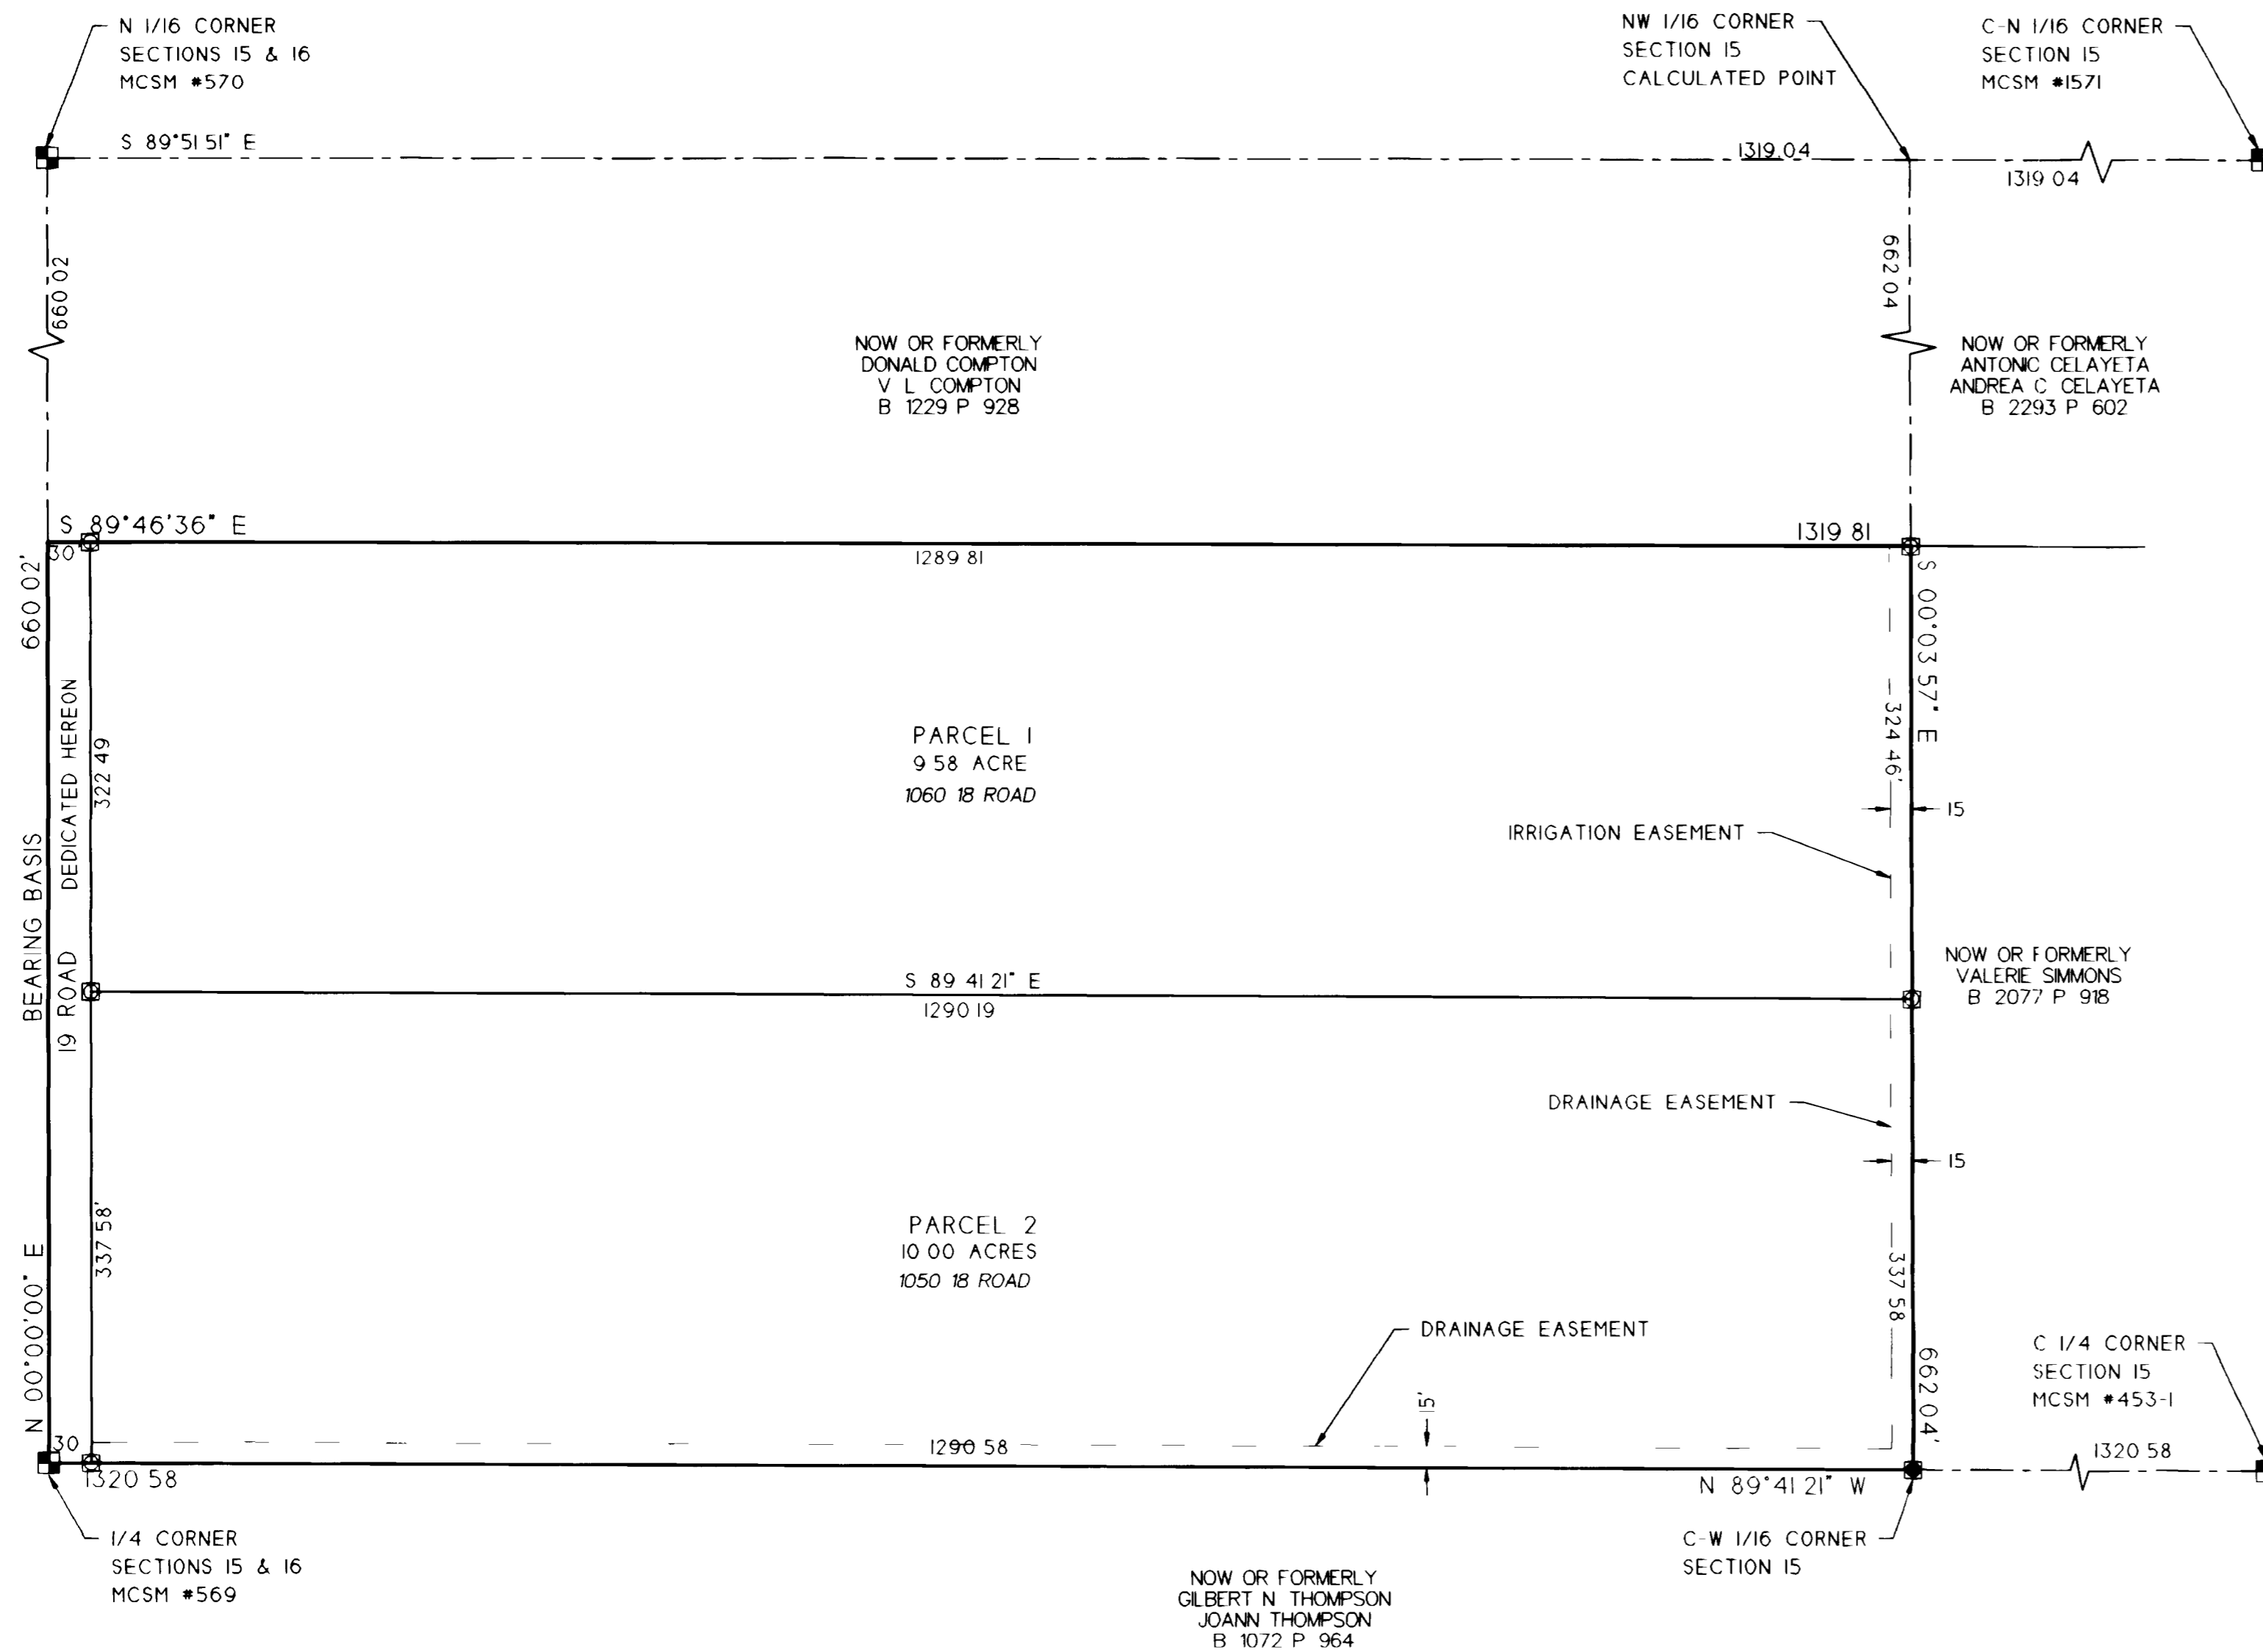 N 1/16 CORNER
SECTIONS 15 & 16
MCSM #570
NW 1/16 CORNER
SECTION 15
CALCULATED POINT
C-N 1/16 CORNER
SECTION 15
MCSM #1571
S 89°51 51" E
1319.04
1319 04
660 02
662 04
NOW OR FORMERLY
DONALD COMPTON
V L COMPTON
B 1229 P 928
NOW OR FORMERLY
ANTONIC CELAYETA
ANDREA C CELAYETA
B 2293 P 602
S 89°46'36" E
1319 81
30
1289 81
660 02'
BEARING BASIS
N 00°00'00" E
19 ROAD DEDICATED HEREON
322 49
S 00°03 57" E
324 46'
PARCEL 1
9 58 ACRE
1060 18 ROAD
15
IRRIGATION EASEMENT
NOW OR FORMERLY
VALERIE SIMMONS
B 2077 P 918
S 89 41 21" E
1290 19
DRAINAGE EASEMENT
15
337 58'
PARCEL 2
10 00 ACRES
1050 18 ROAD
337 58
DRAINAGE EASEMENT
662 04'
C 1/4 CORNER
SECTION 15
MCSM #453-1
15'
30
1290 58
1320 58
1320 58
N 89°41 21" W
1/4 CORNER
SECTIONS 15 & 16
MCSM #569
C-W 1/16 CORNER
SECTION 15
NOW OR FORMERLY
GILBERT N THOMPSON
JOANN THOMPSON
B 1072 P 964